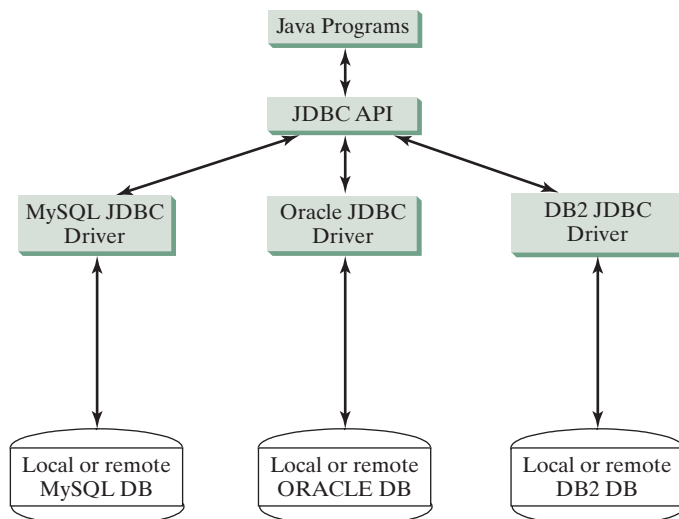 Java Programs
JDBC API
MySQL JDBC
Driver
Oracle JDBC
Driver
DB2 JDBC
Driver
Local or remote
MySQL DB
Local or remote
ORACLE DB
Local or remote
DB2 DB